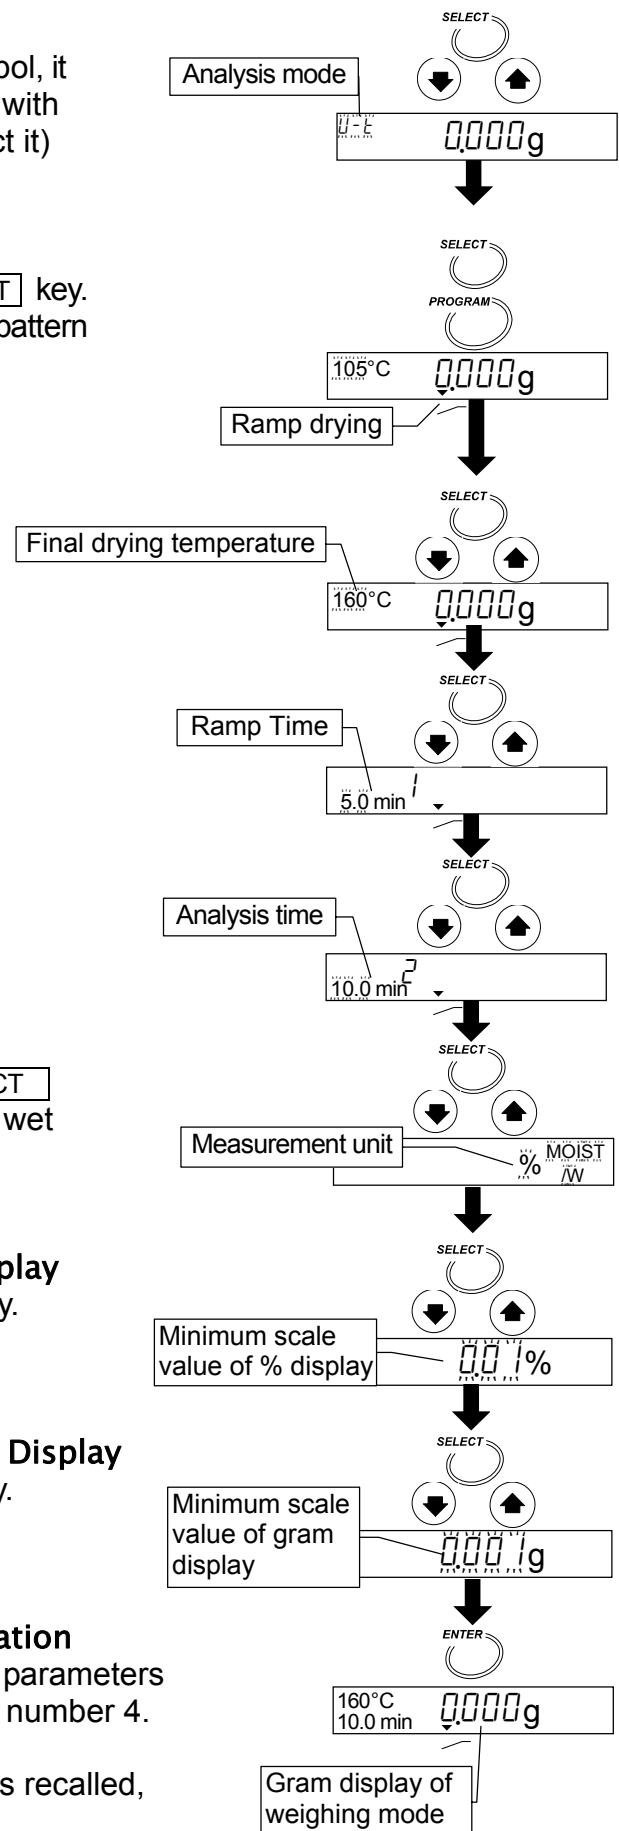 SELECT
ool, it
Analysis mode
with
ct it)
U-t 0.000g
SELECT
T key.
PROGRAM
pattern
105°C 0.000g
Ramp drying
SELECT
Final drying temperature
160°C 0.000g
SELECT
Ramp Time
5.0 min 1
SELECT
Analysis time
10.0 min 2
SELECT
CT
wet
Measurement unit
% MOIST
/W
SELECT
play
y.
Minimum scale
value of % display
0.01%
SELECT
Display
y.
Minimum scale
value of gram
display
0.001g
ation
ENTER
parameters
number 4.
160°C 0.000g
10.0 min
s recalled,
Gram display of
weighing mode